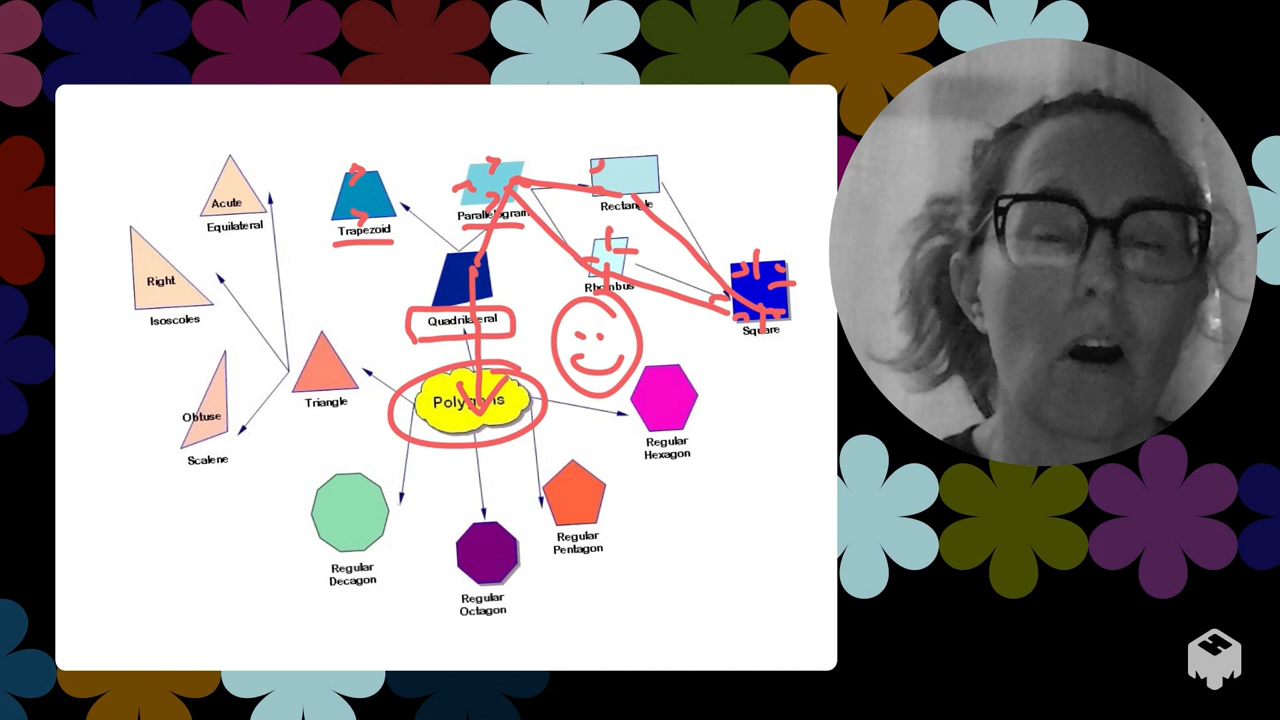 Acute
Equilateral
Trapezoid
Parallelogram
Rectangle
Right
Isoscoles
Quadrilateral
Rhombus
Square
Triangle
Polygons
Obtuse
Scalene
Regular
Hexagon
Regular
Pentagon
Regular
Decagon
Regular
Octagon